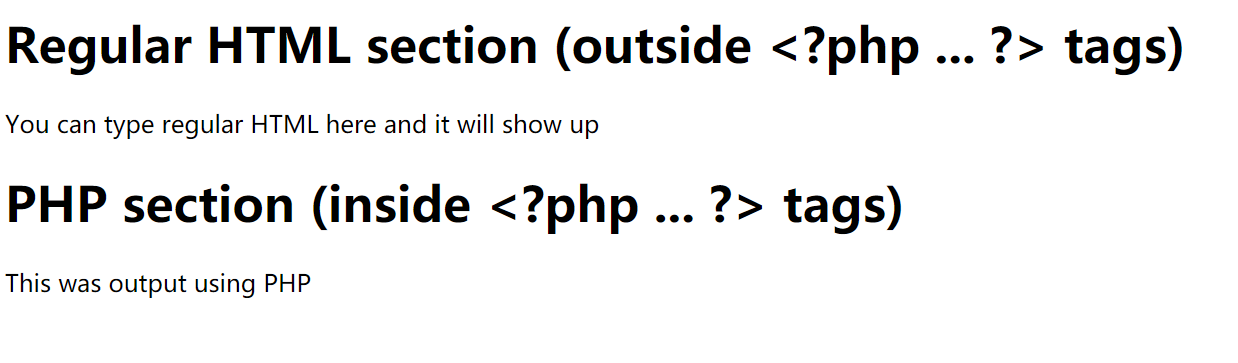 Regular HTML section (outside <?php ... ?> tags)
You can type regular HTML here and it will show up
PHP section (inside <?php ... ?> tags)
This was output using PHP